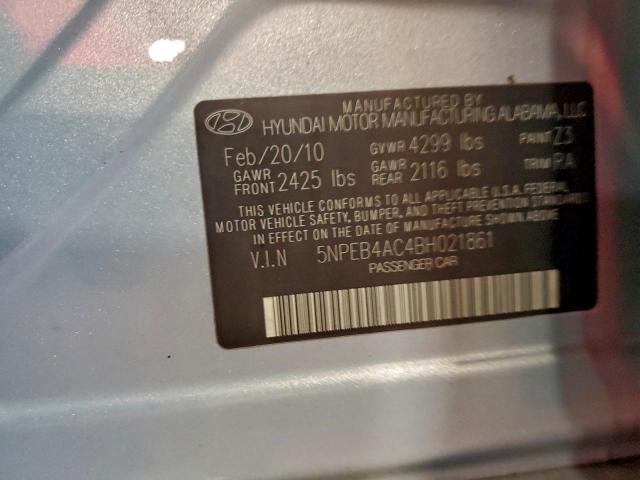 MANUFACTURED BY
HYUNDAI MOTOR MANUFACTURING ALABAMA, LLC
Feb/20/10 GVWR 4299 lbs PAINT Z3
GAWR FRONT 2425 lbs GAWR REAR 2116 lbs TRIM RA
THIS VEHICLE CONFORMS TO ALL APPLICABLE U.S.A. FEDERAL
MOTOR VEHICLE SAFETY, BUMPER, AND THEFT PREVENTION STANDARDS
IN EFFECT ON THE DATE OF MANUFACTURE SHOWN ABOVE.
V.I.N 5NPEB4AC4BH021861
PASSENGER CAR